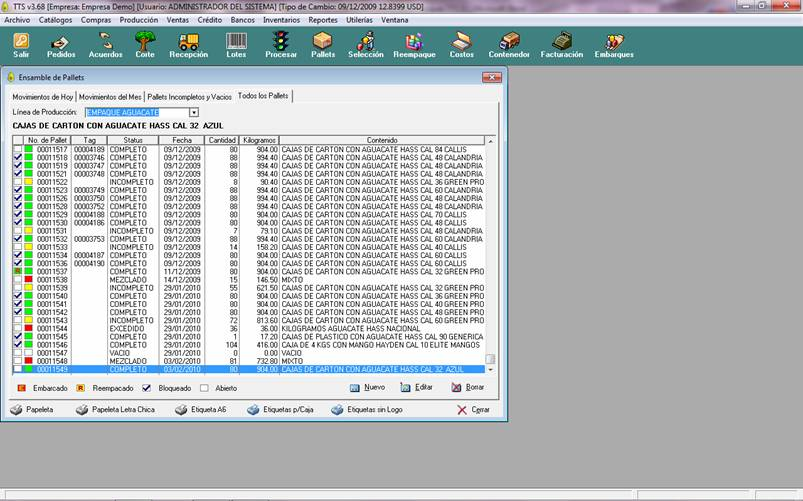 TTS v3.68 [Empresa: Empresa Demo] [Usuario: ADMINISTRADOR DEL SISTEMA] [Tipo de Cambio: 09/12/2009 12.8399 USD]
Archivo Catálogos Compras Producción Ventas Crédito Bancos Inventarios Reportes Utilerías Ventana
Salir Pedidos Acuerdos Corte Recepción Lotes Procesar Pallets Selección Reempaque Costos Contenedor Facturación Embarques
Ensamble de Pallets
Movimientos de Hoy Movimientos del Mes Pallets Incompletos y Vacios Todos los Pallets
Línea de Producción: EMPAQUE AGUACATE
CAJAS DE CARTON CON AGUACATE HASS CAL 32 AZUL
No. de Pallet Tag Status Fecha Cantidad Kilogramos Contenido
00011517 00004189 COMPLETO 09/12/2009 80 904.00 CAJAS DE CARTON CON AGUACATE HASS CAL 84 CALLIS
00011518 00003746 COMPLETO 09/12/2009 88 994.40 CAJAS DE CARTON CON AGUACATE HASS CAL 48 CALANDRIA
00011519 00003747 COMPLETO 09/12/2009 88 994.40 CAJAS DE CARTON CON AGUACATE HASS CAL 48 CALANDRIA
00011521 00003748 COMPLETO 09/12/2009 88 994.40 CAJAS DE CARTON CON AGUACATE HASS CAL 48 CALANDRIA
00011522 INCOMPLETO 09/12/2009 8 90.40 CAJAS DE CARTON CON AGUACATE HASS CAL 36 GREEN PRO
00011523 00003749 COMPLETO 09/12/2009 88 994.40 CAJAS DE CARTON CON AGUACATE HASS CAL 60 CALANDRIA
00011526 00003750 COMPLETO 09/12/2009 88 994.40 CAJAS DE CARTON CON AGUACATE HASS CAL 48 CALANDRIA
00011528 00003752 COMPLETO 09/12/2009 88 994.40 CAJAS DE CARTON CON AGUACATE HASS CAL 48 CALANDRIA
00011529 00004188 COMPLETO 09/12/2009 80 904.00 CAJAS DE CARTON CON AGUACATE HASS CAL 70 CALLIS
00011530 00004186 COMPLETO 09/12/2009 80 904.00 CAJAS DE CARTON CON AGUACATE HASS CAL 48 CALLIS
00011531 INCOMPLETO 09/12/2009 7 79.10 CAJAS DE CARTON CON AGUACATE HASS CAL 48 CALANDRIA
00011532 00003753 COMPLETO 09/12/2009 88 994.40 CAJAS DE CARTON CON AGUACATE HASS CAL 60 CALANDRIA
00011533 INCOMPLETO 09/12/2009 14 158.20 CAJAS DE CARTON CON AGUACATE HASS CAL 60 CALLIS
00011534 00004187 COMPLETO 09/12/2009 80 904.00 CAJAS DE CARTON CON AGUACATE HASS CAL 60 CALLIS
00011536 00004190 COMPLETO 09/12/2009 80 904.00 CAJAS DE CARTON CON AGUACATE HASS CAL 60 CALLIS
R 00011537 COMPLETO 11/12/2009 80 904.00 CAJAS DE CARTON CON AGUACATE HASS CAL 32 GREEN PRO
00011538 MEZCLADO 14/12/2009 15 146.50 MIXTO
00011539 INCOMPLETO 29/01/2010 55 621.50 CAJAS DE CARTON CON AGUACATE HASS CAL 32 GREEN PRO
00011540 COMPLETO 29/01/2010 80 904.00 CAJAS DE CARTON CON AGUACATE HASS CAL 36 GREEN PRO
00011541 COMPLETO 29/01/2010 80 904.00 CAJAS DE CARTON CON AGUACATE HASS CAL 40 GREEN PRO
00011542 COMPLETO 29/01/2010 80 904.00 CAJAS DE CARTON CON AGUACATE HASS CAL 48 GREEN PRO
00011543 INCOMPLETO 29/01/2010 72 813.60 CAJAS DE CARTON CON AGUACATE HASS CAL 60 GREEN PRO
00011544 EXCEDIDO 29/01/2010 36 36.00 KILOGRAMOS AGUACATE HASS NACIONAL
00011545 COMPLETO 29/01/2010 1 17.20 CAJAS DE PLASTICO CON AGUACATE HASS CAL 90 GENERICA
00011546 COMPLETO 29/01/2010 104 416.00 CAJA DE 4 KGS CON MANGO HAYDEN CAL 10 ELITE MANGOS
00011547 VACIO 29/01/2010 0 0.00 VACIO
00011548 MEZCLADO 03/02/2010 81 732.80 MIXTO
00011549 COMPLETO 03/02/2010 80 904.00 CAJAS DE CARTON CON AGUACATE HASS CAL 32 AZUL
E Embarcado R Reempacado Bloqueado Abierto Nuevo Editar Borrar
Papeleta Papeleta Letra Chica Etiqueta A6 Etiquetas p/Caja Etiquetas sin Logo Cerrar